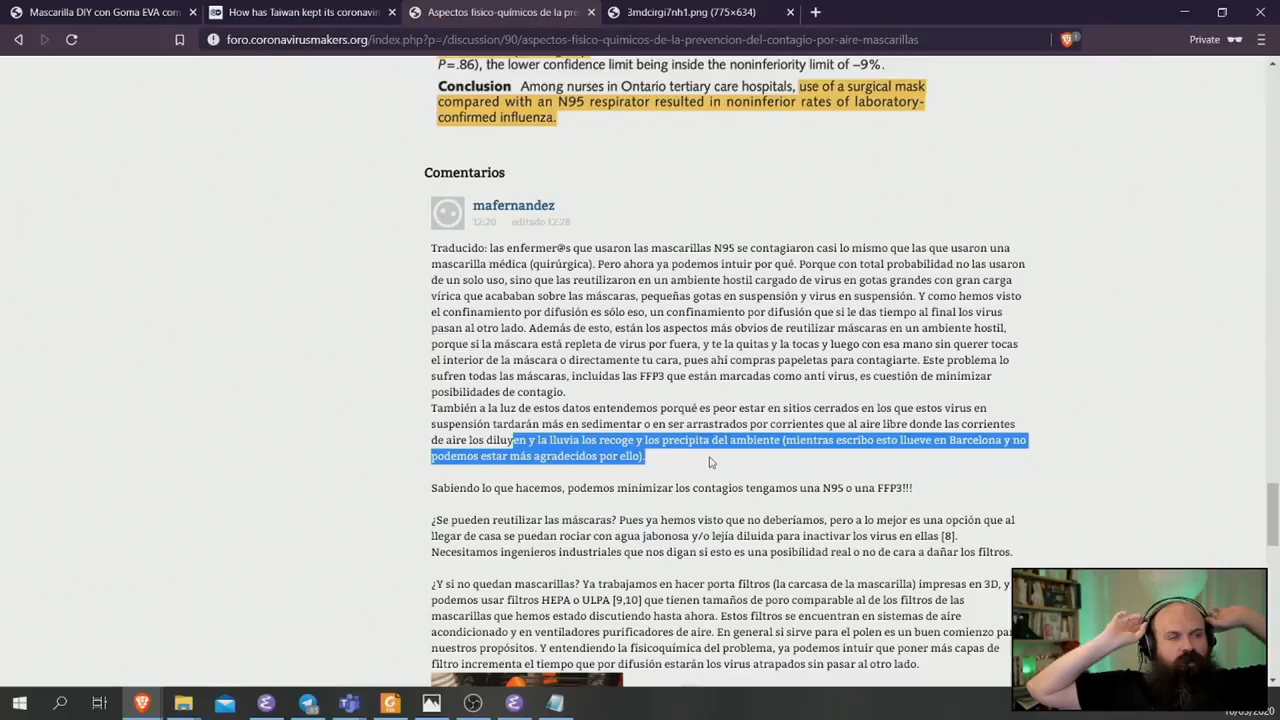 Mascarilla DIY con Goma EVA com
How has Taiwan kept its coronavir
Aspectos fisico-químicos de la pre
3mdcirgi7nh1.png (775×634)
foro.coronavirusmakers.org/index.php?p=/discussion/90/aspectos-fisico-quimicos-de-la-prevencion-del-contagio-por-aire-mascarillas
Private
P=.86), the lower confidence limit being inside the noninferiority limit of −9%.
Conclusion Among nurses in Ontario tertiary care hospitals, use of a surgical mask
compared with an N95 respirator resulted in noninferior rates of laboratory-
confirmed influenza.
Comentarios
mafernandez
12:20 editado 12:28
Traducido: las enfermer@s que usaron las mascarillas N95 se contagiaron casi lo mismo que las que usaron una
mascarilla médica (quirúrgica). Pero ahora ya podemos intuir por qué. Porque con total probabilidad no las usaron
de un solo uso, sino que las reutilizaron en un ambiente hostil cargado de virus en gotas grandes con gran carga
vírica que acababan sobre las máscaras, pequeñas gotas en suspensión y virus en suspensión. Y como hemos visto
el confinamiento por difusión es sólo eso, un confinamiento por difusión que si le das tiempo al final los virus
pasan al otro lado. Además de esto, están los aspectos más obvios de reutilizar máscaras en un ambiente hostil,
porque si la máscara está repleta de virus por fuera, y te la quitas y la tocas y luego con esa mano sin querer tocas
el interior de la máscara o directamente tu cara, pues ahí compras papeletas para contagiarte. Este problema lo
sufren todas las máscaras, incluidas las FFP3 que están marcadas como anti virus, es cuestión de minimizar
posibilidades de contagio.
También a la luz de estos datos entendemos porqué es peor estar en sitios cerrados en los que estos virus en
suspensión tardarán más en sedimentar o en ser arrastrados por corrientes que al aire libre donde las corrientes
de aire los diluyen y la lluvia los recoge y los precipita del ambiente (mientras escribo esto llueve en Barcelona y no
podemos estar más agradecidos por ello).
Sabiendo lo que hacemos, podemos minimizar los contagios tengamos una N95 o una FFP3!!!
¿Se pueden reutilizar las máscaras? Pues ya hemos visto que no deberíamos, pero a lo mejor es una opción que al
llegar de casa se puedan rociar con agua jabonosa y/o lejía diluida para inactivar los virus en ellas [8].
Necesitamos ingenieros industriales que nos digan si esto es una posibilidad real o no de cara a dañar los filtros.
¿Y si no quedan mascarillas? Ya trabajamos en hacer porta filtros (la carcasa de la mascarilla) impresas en 3D, y
podemos usar filtros HEPA o ULPA [9,10] que tienen tamaños de poro comparable al de los filtros de las
mascarillas que hemos estado discutiendo hasta ahora. Estos filtros se encuentran en sistemas de aire
acondicionado y en ventiladores purificadores de aire. En general si sirve para el polen es un buen comienzo par
nuestros propósitos. Y entendiendo la físicoquímica del problema, ya podemos intuir que poner más capas de
filtro incrementa el tiempo que por difusión estarán los virus atrapados sin pasar al otro lado.